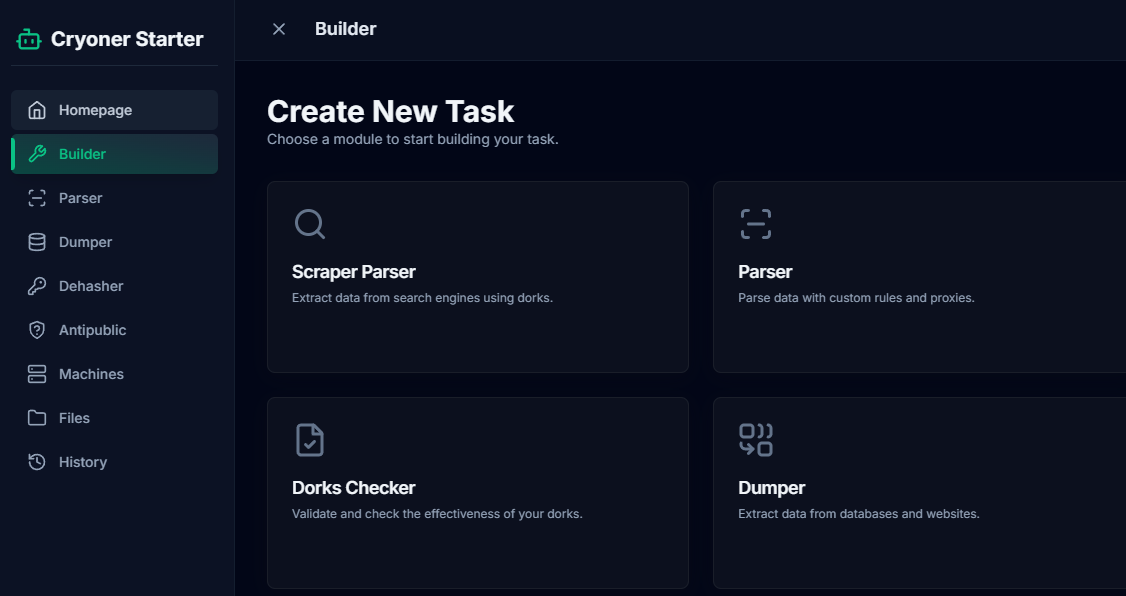 Cryoner Starter
Homepage
Builder
Parser
Dumper
Dehasher
Antipublic
Machines
Files
History
Builder
Create New Task
Choose a module to start building your task.
Scraper Parser
Extract data from search engines using dorks.
Parser
Parse data with custom rules and proxies.
Dorks Checker
Validate and check the effectiveness of your dorks.
Dumper
Extract data from databases and websites.